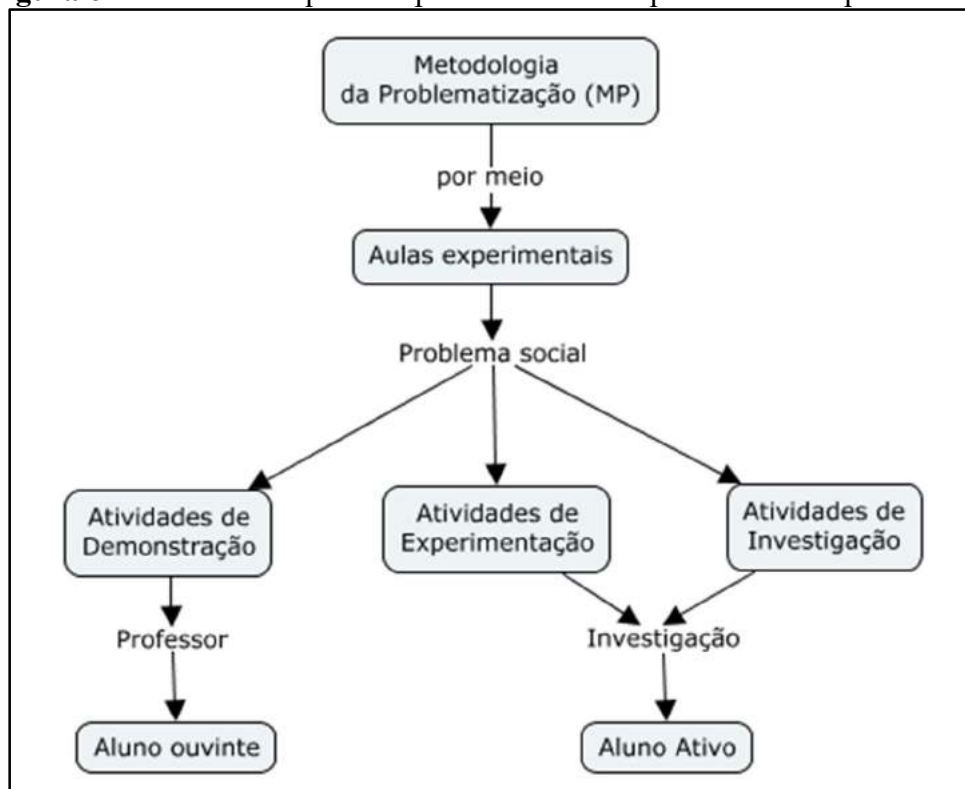 Metodologia
da Problematização (MP)
por meio
Aulas experimentais
Problema social
Atividades de
Demonstração
Atividades de
Experimentação
Atividades de
Investigação
Professor
Investigação
Aluno ouvinte
Aluno Ativo